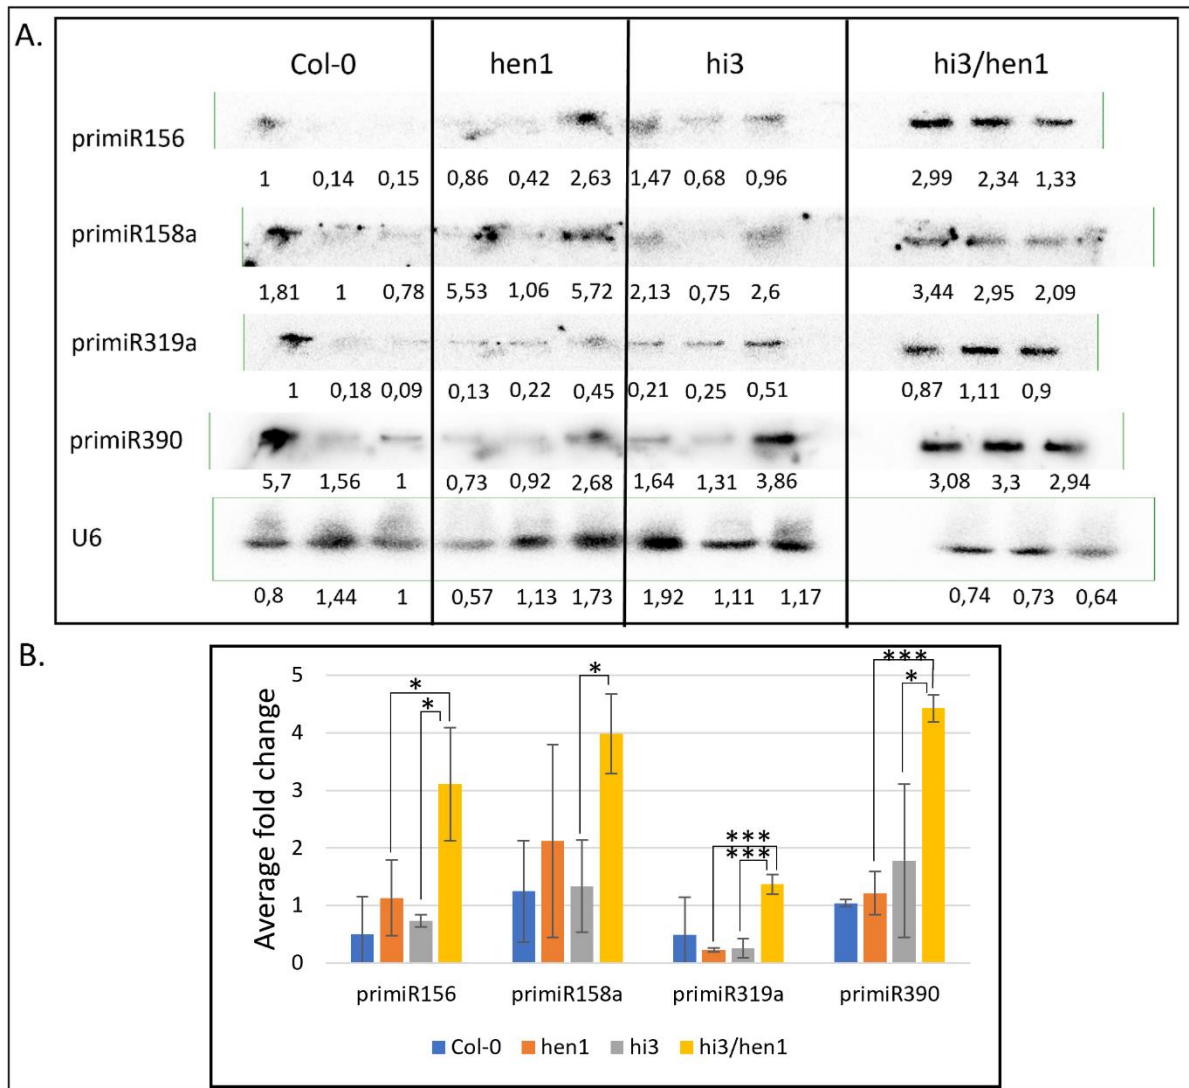 A.
Col-0 hen1 hi3 hi3/hen1
primiR156
1 0,14 0,15 0,86 0,42 2,63 1,47 0,68 0,96 2,99 2,34 1,33
primiR158a
1,81 1 0,78 5,53 1,06 5,72 2,13 0,75 2,6 3,44 2,95 2,09
primiR319a
1 0,18 0,09 0,13 0,22 0,45 0,21 0,25 0,51 0,87 1,11 0,9
primiR390
5,7 1,56 1 0,73 0,92 2,68 1,64 1,31 3,86 3,08 3,3 2,94
U6
0,8 1,44 1 0,57 1,13 1,73 1,92 1,11 1,17 0,74 0,73 0,64
B.
Average fold change
5
4
3
2
1
0
* * * *** *** *** *
primiR156 primiR158a primiR319a primiR390
Col-0 hen1 hi3 hi3/hen1